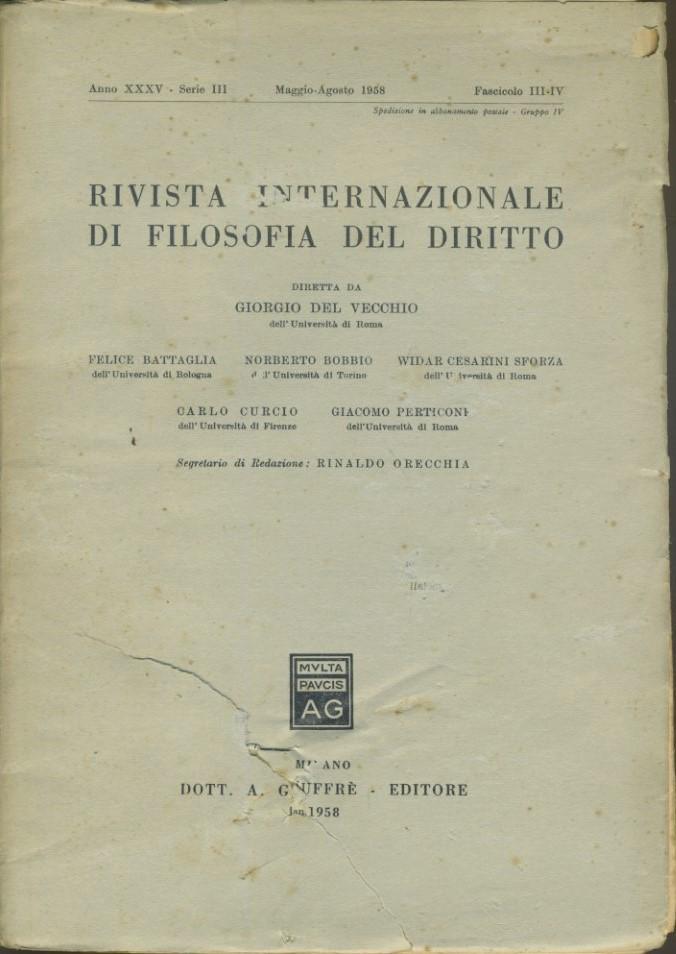 Anno XXXV - Serie III Maggio-Agosto 1958 Fascicolo III-IV
Spedizione in abbonamento postale - Gruppo IV
RIVISTA INTERNAZIONALE
DI FILOSOFIA DEL DIRITTO
DIRETTA DA
GIORGIO DEL VECCHIO
dell'Università di Roma
FELICE BATTAGLIA NORBERTO BOBBIO WIDAR CESARINI SFORZA
dell'Università di Bologna dell'Università di Torino dell'Università di Roma
CARLO CURCIO GIACOMO PERTICONE
dell'Università di Firenze dell'Università di Roma
Segretario di Redazione: RINALDO ORECCHIA
MVLTA
PAVCIS
AG
MILANO
DOTT. A. GIUFFRÈ - EDITORE
1958